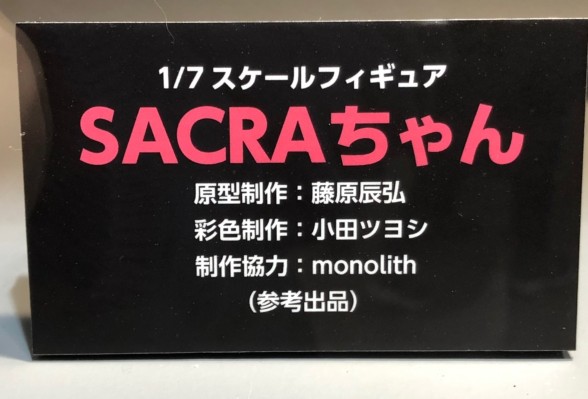 1/7 スケールフィギュア
SACRAちゃん
原型制作：藤原辰弘
彩色制作：小田ツヨシ
制作協力：monolith
（参考出品）